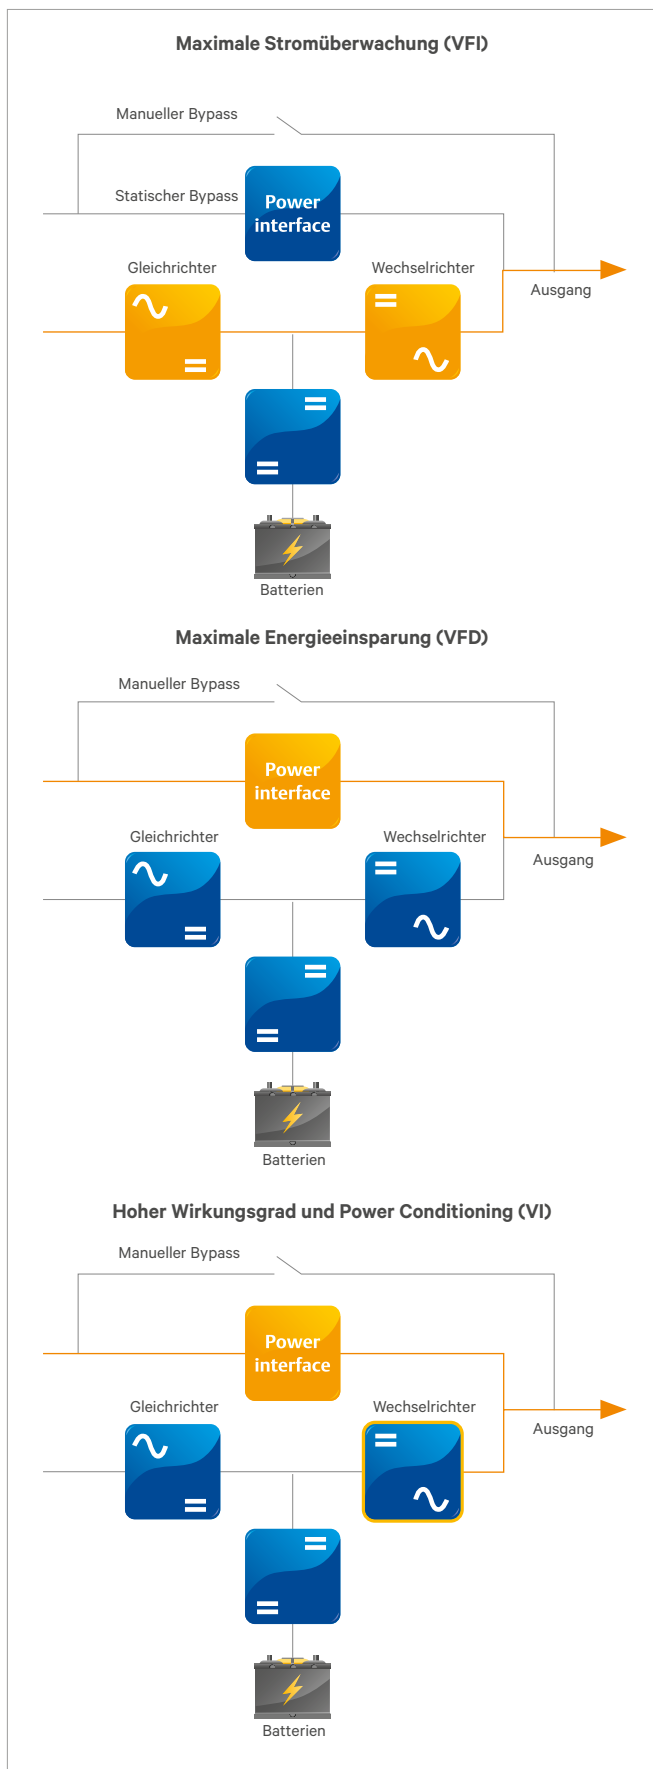 Maximale Stromüberwachung (VFI)
Manueller Bypass
Statischer Bypass
Power
interface
Gleichrichter
Wechselrichter
Ausgang
Batterien
Maximale Energieeinsparung (VFD)
Manueller Bypass
Power
interface
Gleichrichter
Wechselrichter
Ausgang
Batterien
Hoher Wirkungsgrad und Power Conditioning (VI)
Manueller Bypass
Power
interface
Gleichrichter
Wechselrichter
Ausgang
Batterien